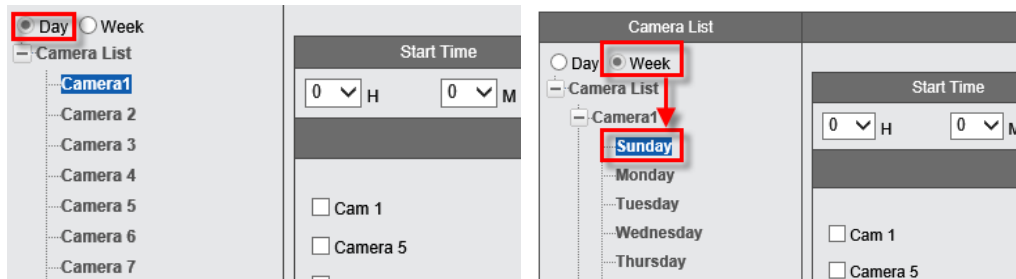 Day Week
Camera List
Camera1
Camera 2
Camera 3
Camera 4
Camera 5
Camera 6
Camera 7
Start Time
0 H 0 M
Cam 1
Camera 5
Camera List
Day Week
Camera List
Camera1
Sunday
Monday
Tuesday
Wednesday
Thursday
Start Time
0 H 0 M
Cam 1
Camera 5